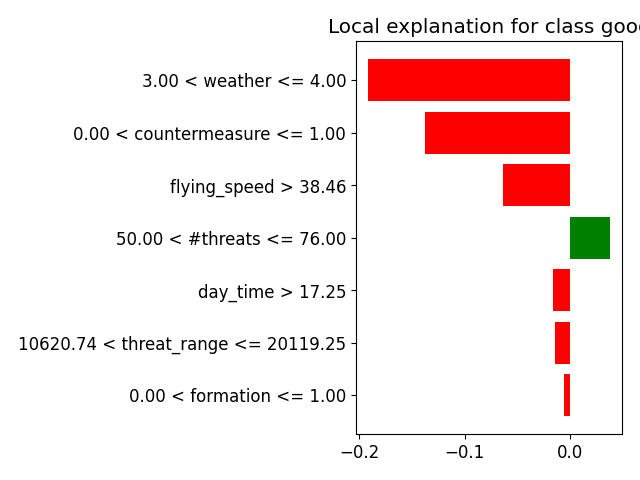 Local explanation for class goo
3.00 < weather <= 4.00
0.00 < countermeasure <= 1.00
flying_speed > 38.46
50.00 < #threats <= 76.00
day_time > 17.25
10620.74 < threat_range <= 20119.25
0.00 < formation <= 1.00
−0.2 −0.1 0.0